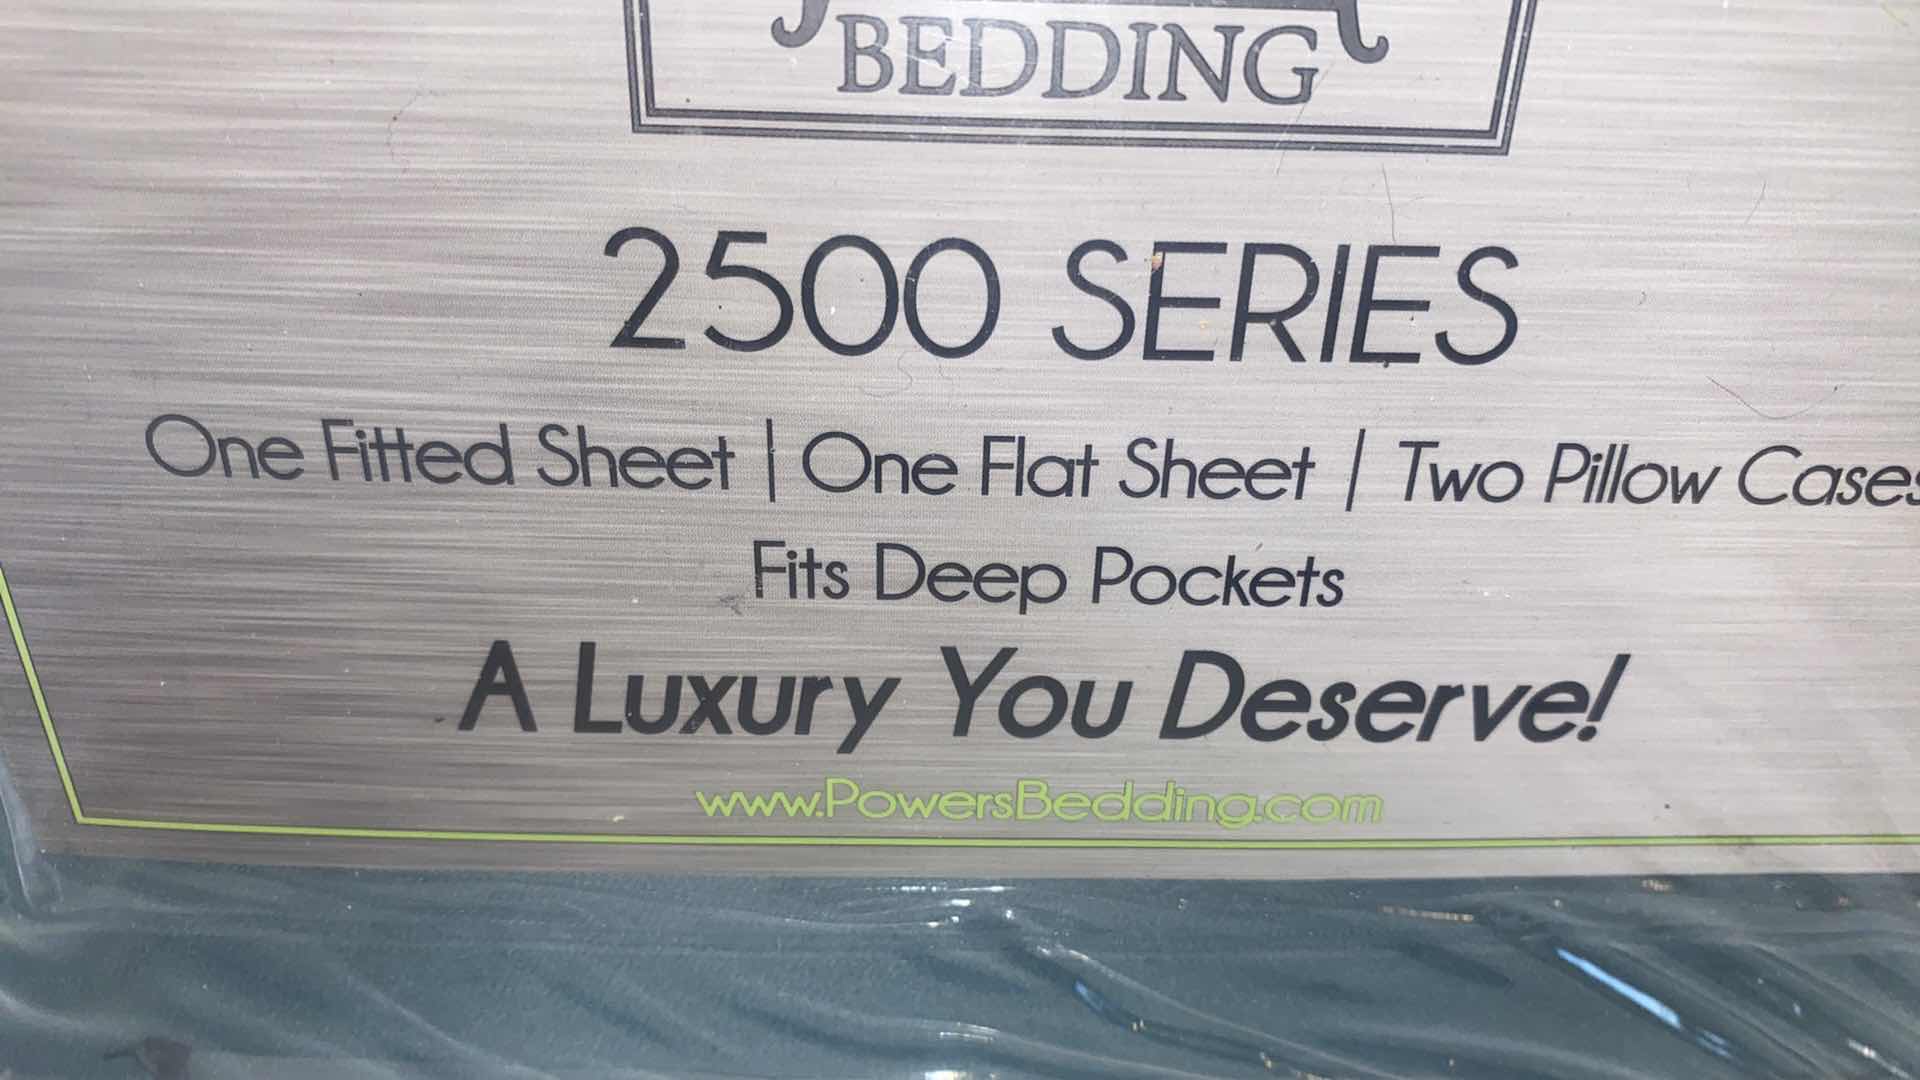 BEDDING
2500 SERIES
One Fitted Sheet | One Flat Sheet | Two Pillow Cases
Fits Deep Pockets
A Luxury You Deserve!
www.PowersBedding.com